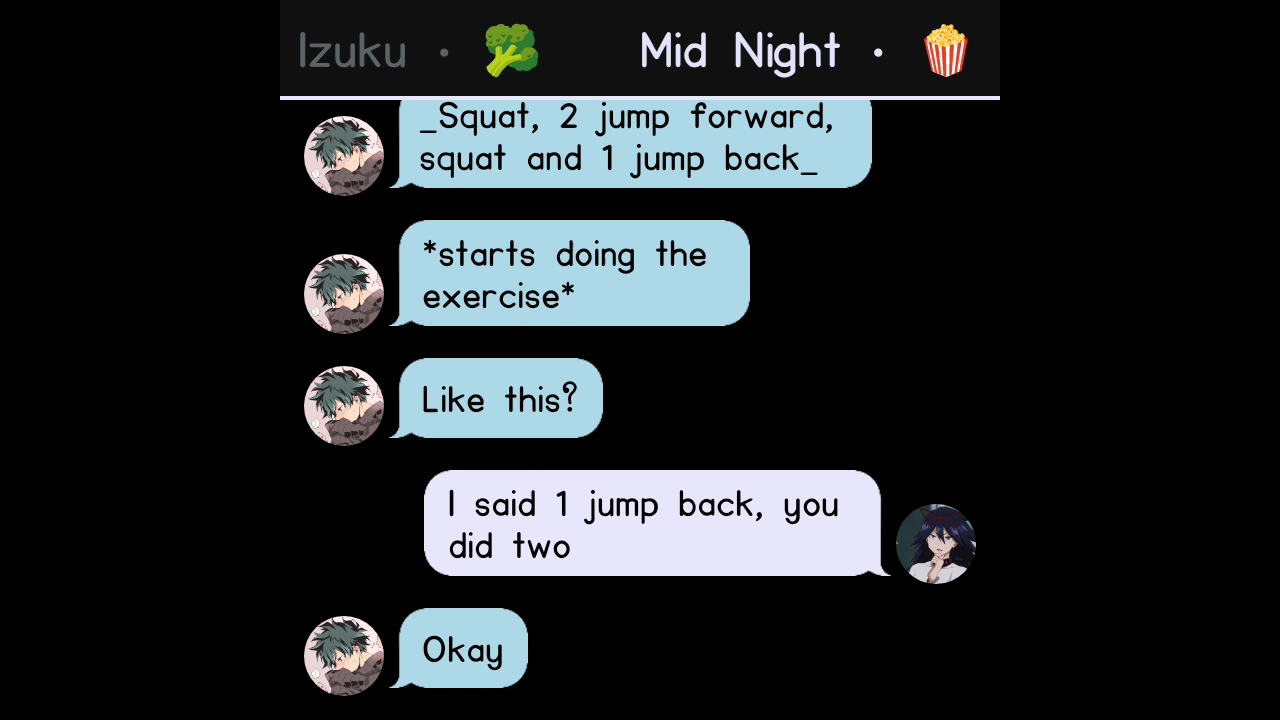 Izuku • 🥦 Mid Night • 🍿
_Squat, 2 jump forward,
squat and 1 jump back_
*starts doing the
exercise*
Like this?
I said 1 jump back, you
did two
Okay